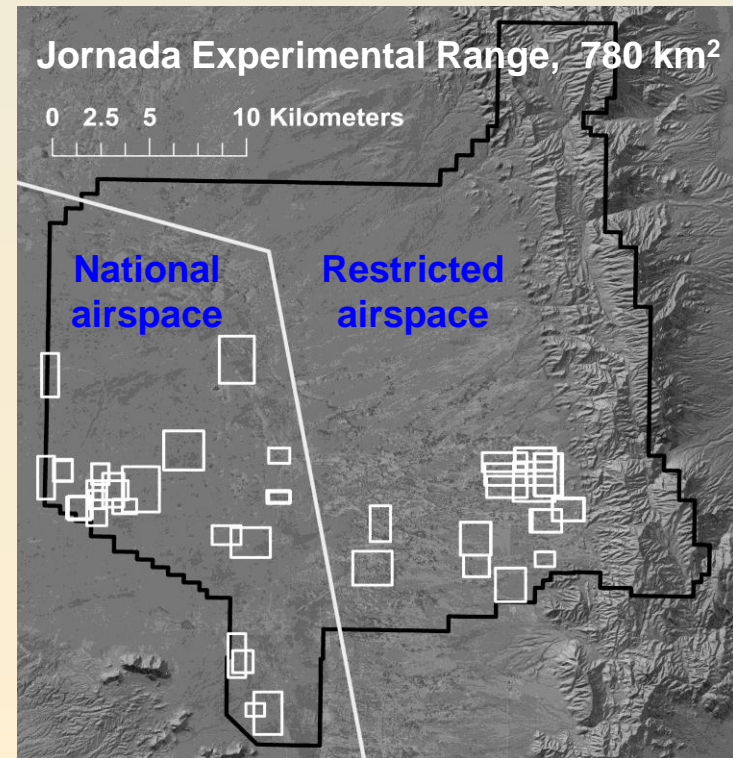 Jornada Experimental Range, 780 km²
0 2.5 5 10 Kilometers
National
airspace
Restricted
airspace